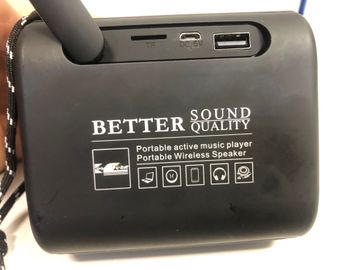 TF DC 5V
BETTER SOUND QUALITY
Portable active music player
Portable Wireless Speaker